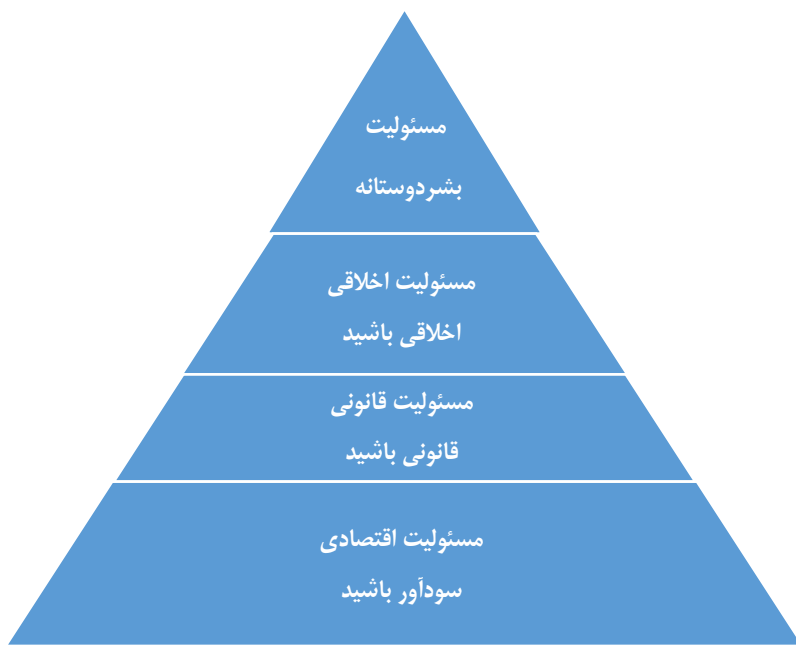 مسئولیت
بشردوستانه
مسئولیت اخلاقی
اخلاقی باشید
مسئولیت قانونی
قانونی باشید
مسئولیت اقتصادی
سودآور باشید